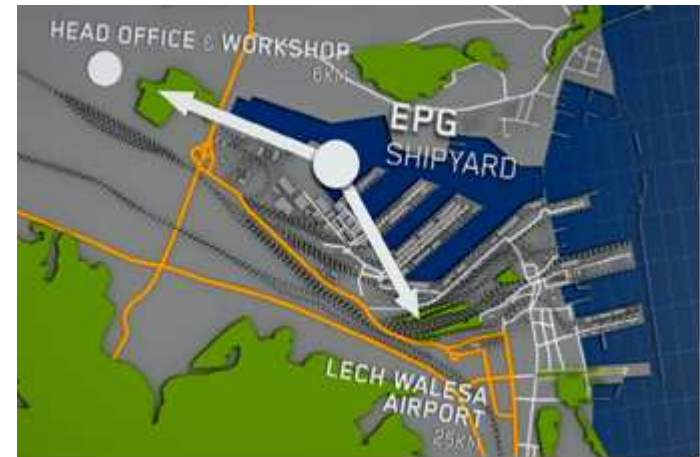 HEAD OFFICE & WORKSHOP
6KM
EPG
SHIPYARD
LECH WALESA
AIRPORT
25KM